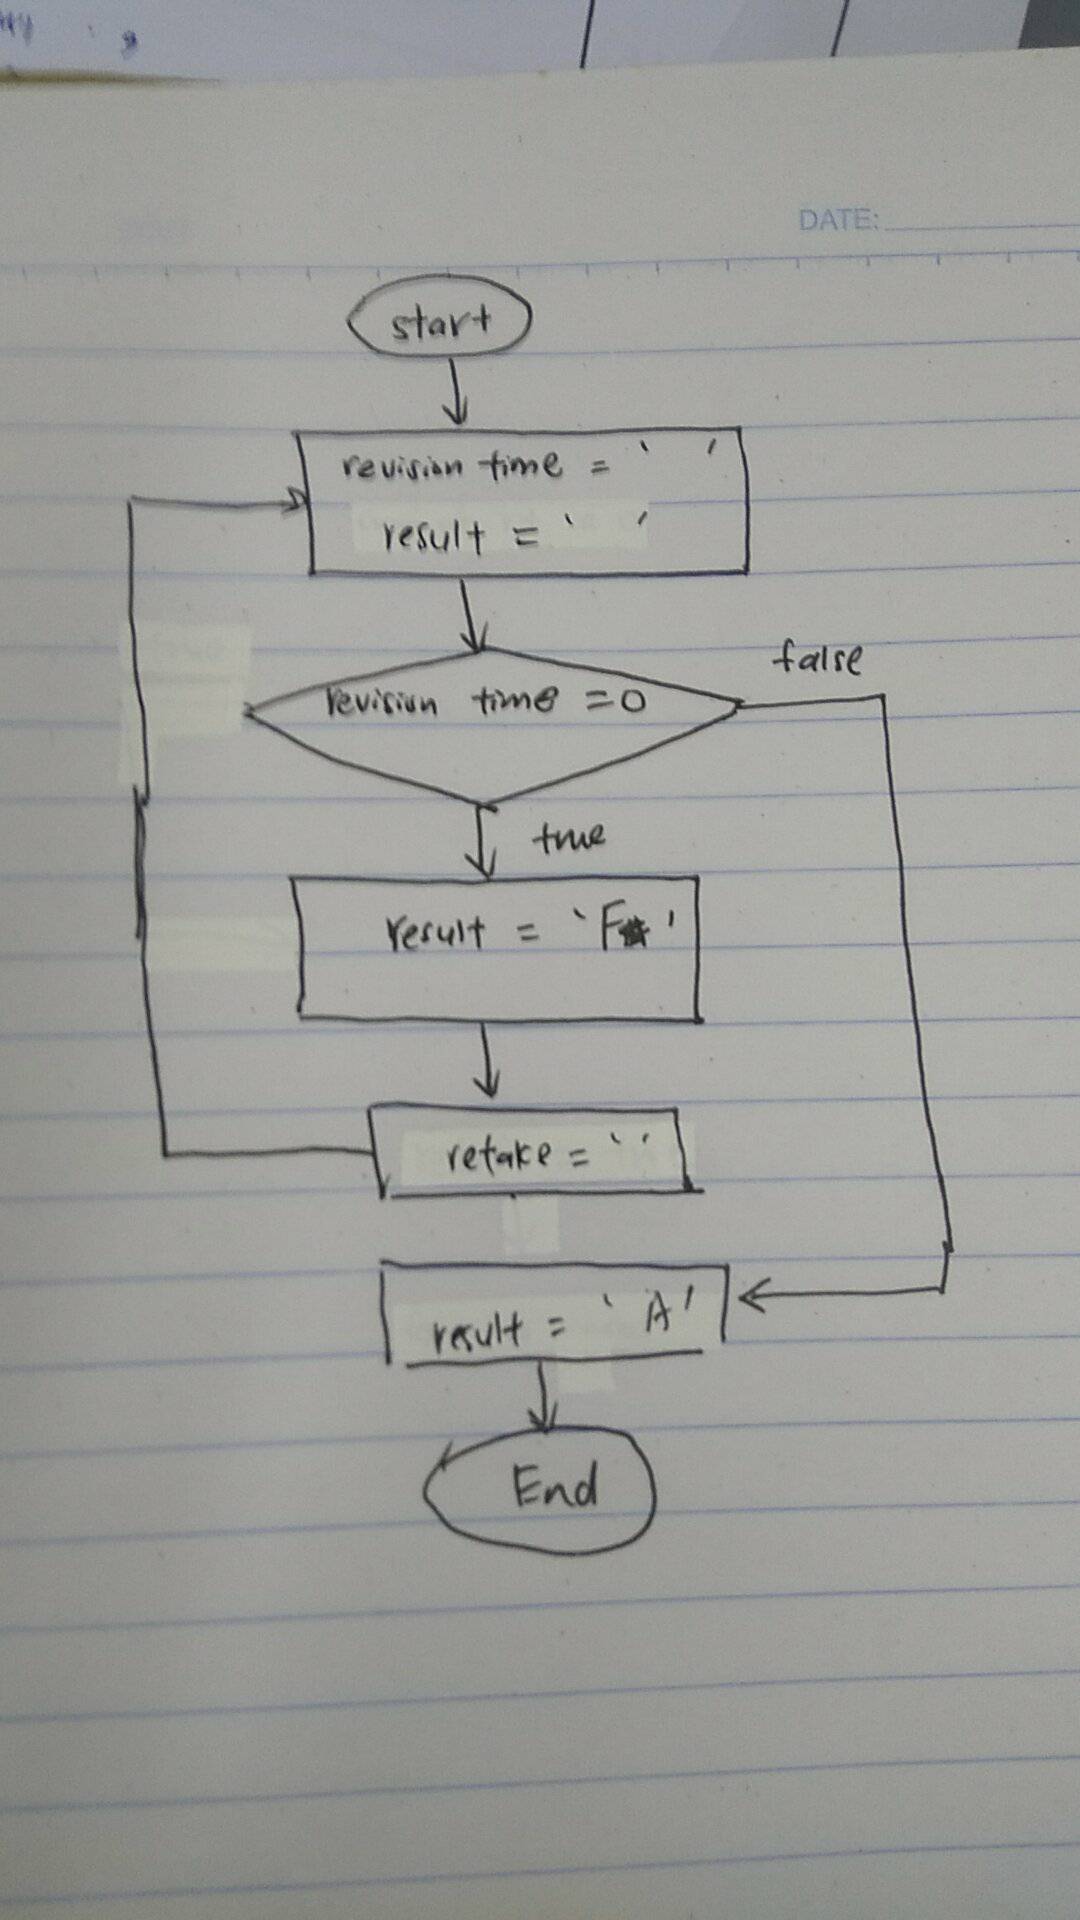 DATE:
start
revision time = ‘ ’
result = ‘ ’
false
revision time = 0
true
result = ‘F ’
retake = ‘ ’
result = ‘ A’
End